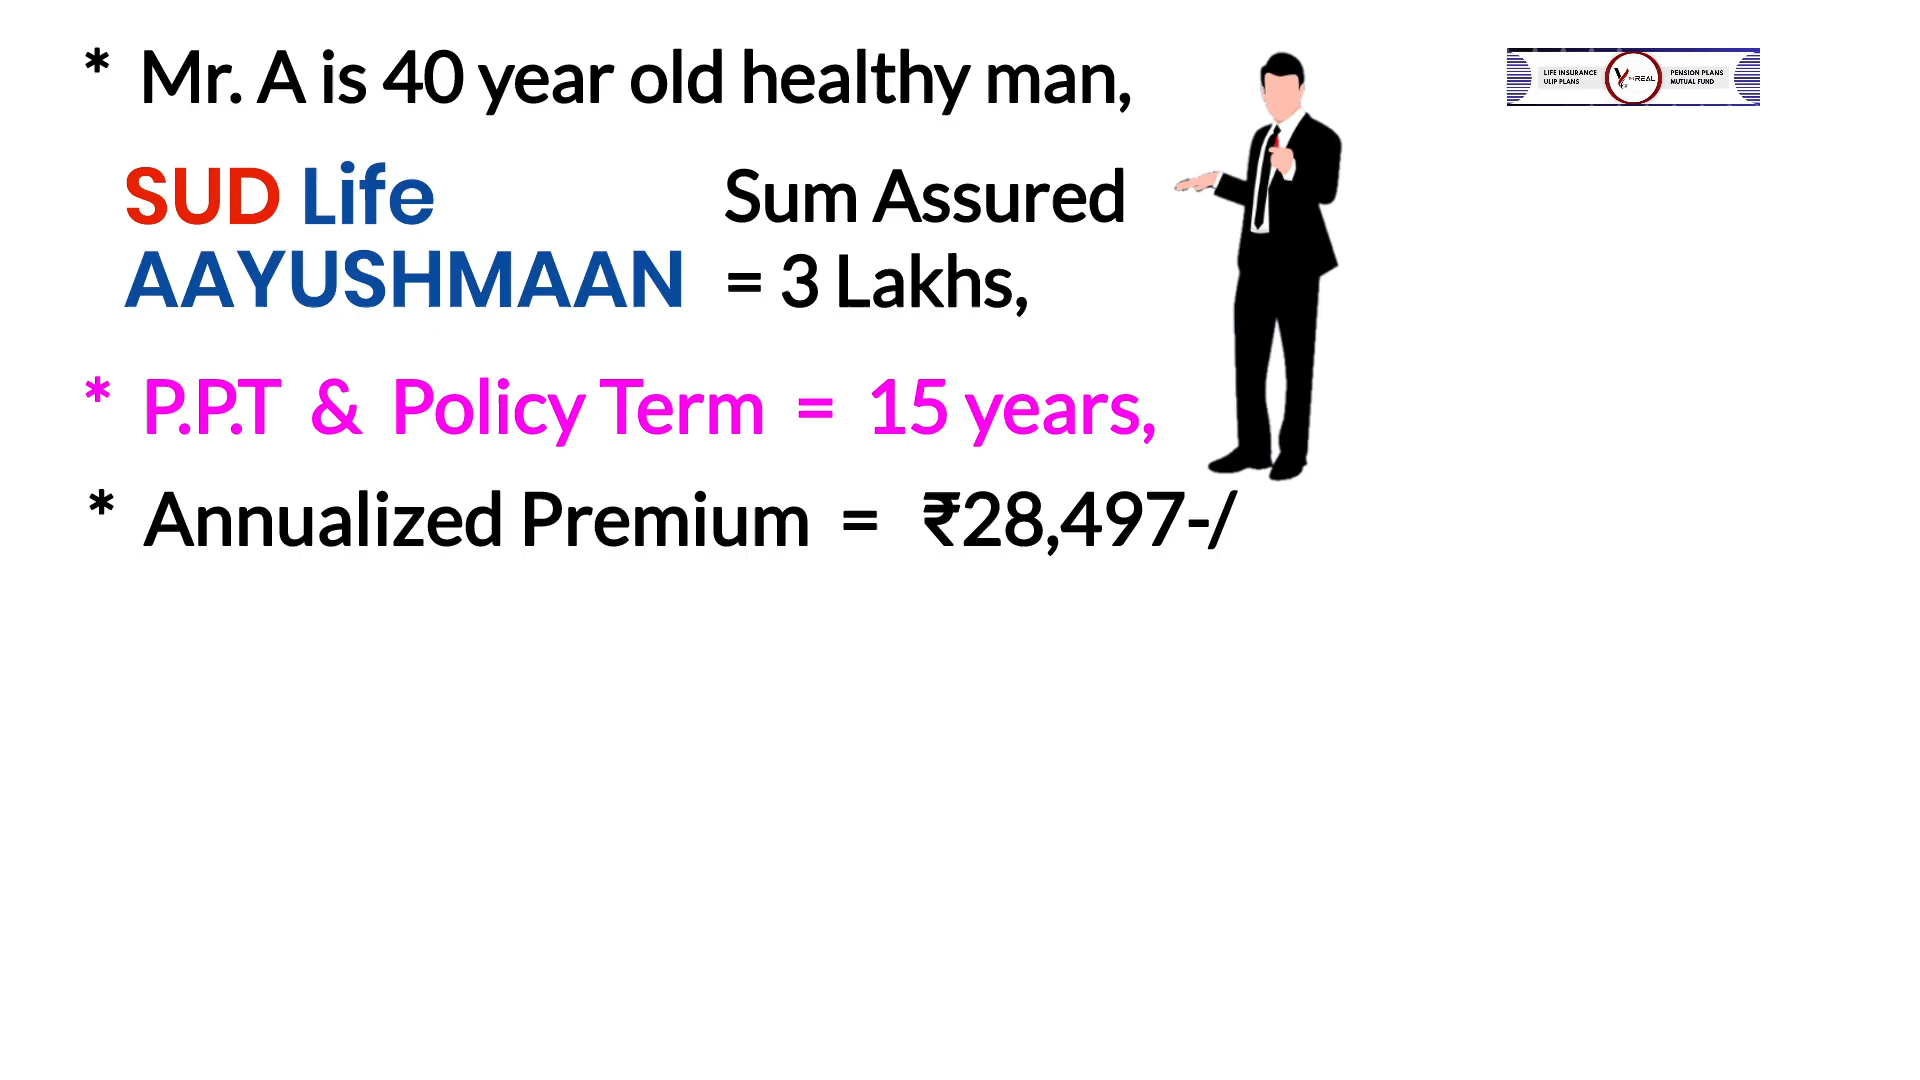 * Mr. A is 40 year old healthy man,
SUD Life
AAYUSHMAAN
Sum Assured
= 3 Lakhs,
* P.P.T & Policy Term = 15 years,
* Annualized Premium = ₹28,497-/
LIFE INSURANCE
ULIP PLANS
PENSION PLANS
MUTUAL FUND